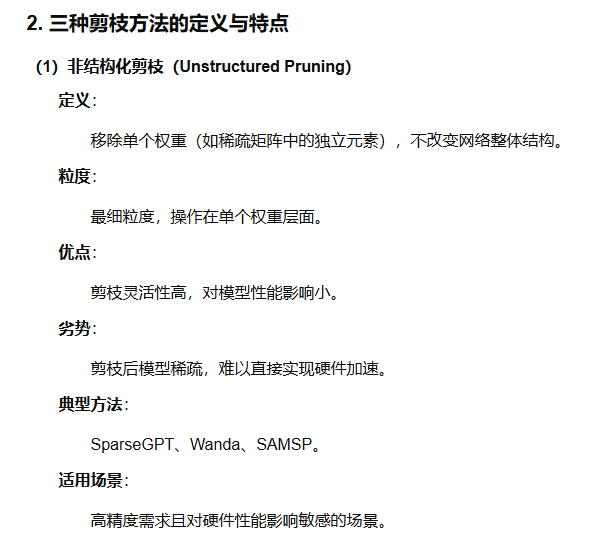 2. 三种剪枝方法的定义与特点
（1）非结构化剪枝（Unstructured Pruning）
定义：
移除单个权重（如稀疏矩阵中的独立元素），不改变网络整体结构。
粒度：
最细粒度，操作在单个权重层面。
优点：
剪枝灵活性高，对模型性能影响小。
劣势：
剪枝后模型稀疏，难以直接实现硬件加速。
典型方法：
SparseGPT、Wanda、SAMSP。
适用场景：
高精度需求且对硬件性能影响敏感的场景。